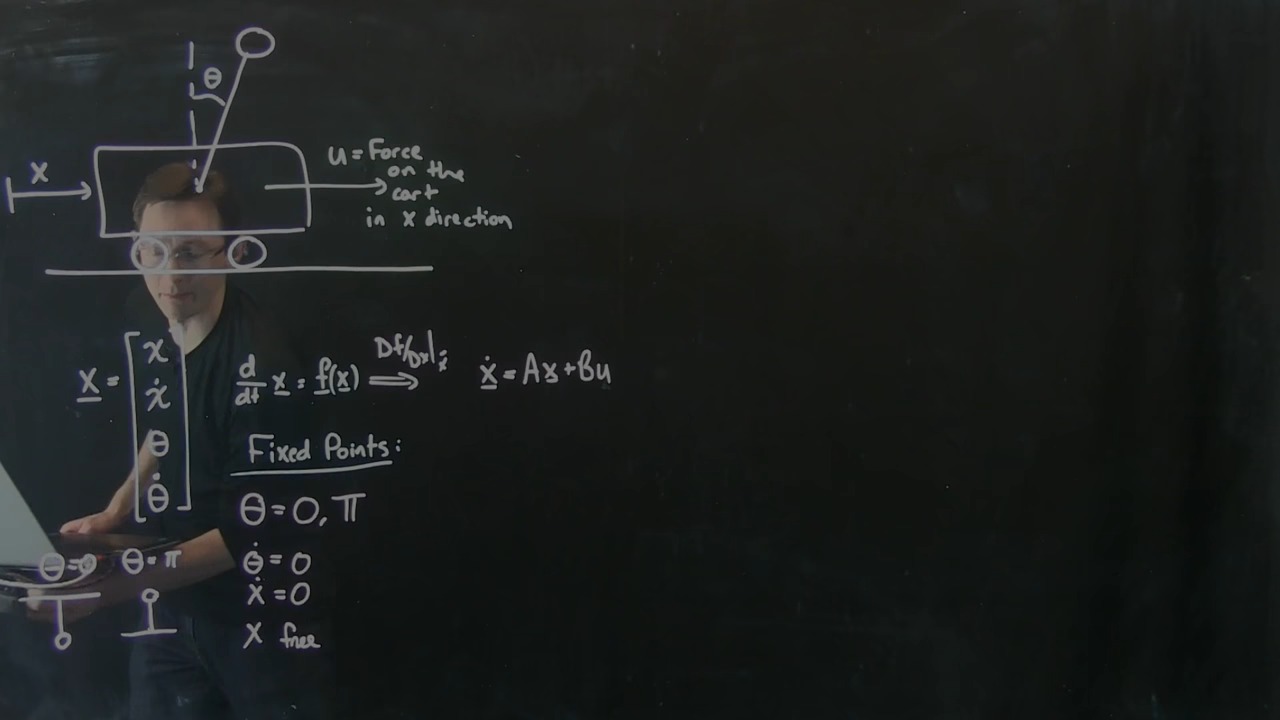 θ
x
u = Force
on the
cart
in x direction
x = [ x ẋ θ θ̇ ]
d/dt x = f(x) ⟹ Df/Dx|ẍ ẋ = Ax + Bu
Fixed Points:
θ = 0, π
θ = 0 θ = π
θ̇ = 0
ẋ = 0
x free